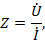 Z = U̇ / İ,